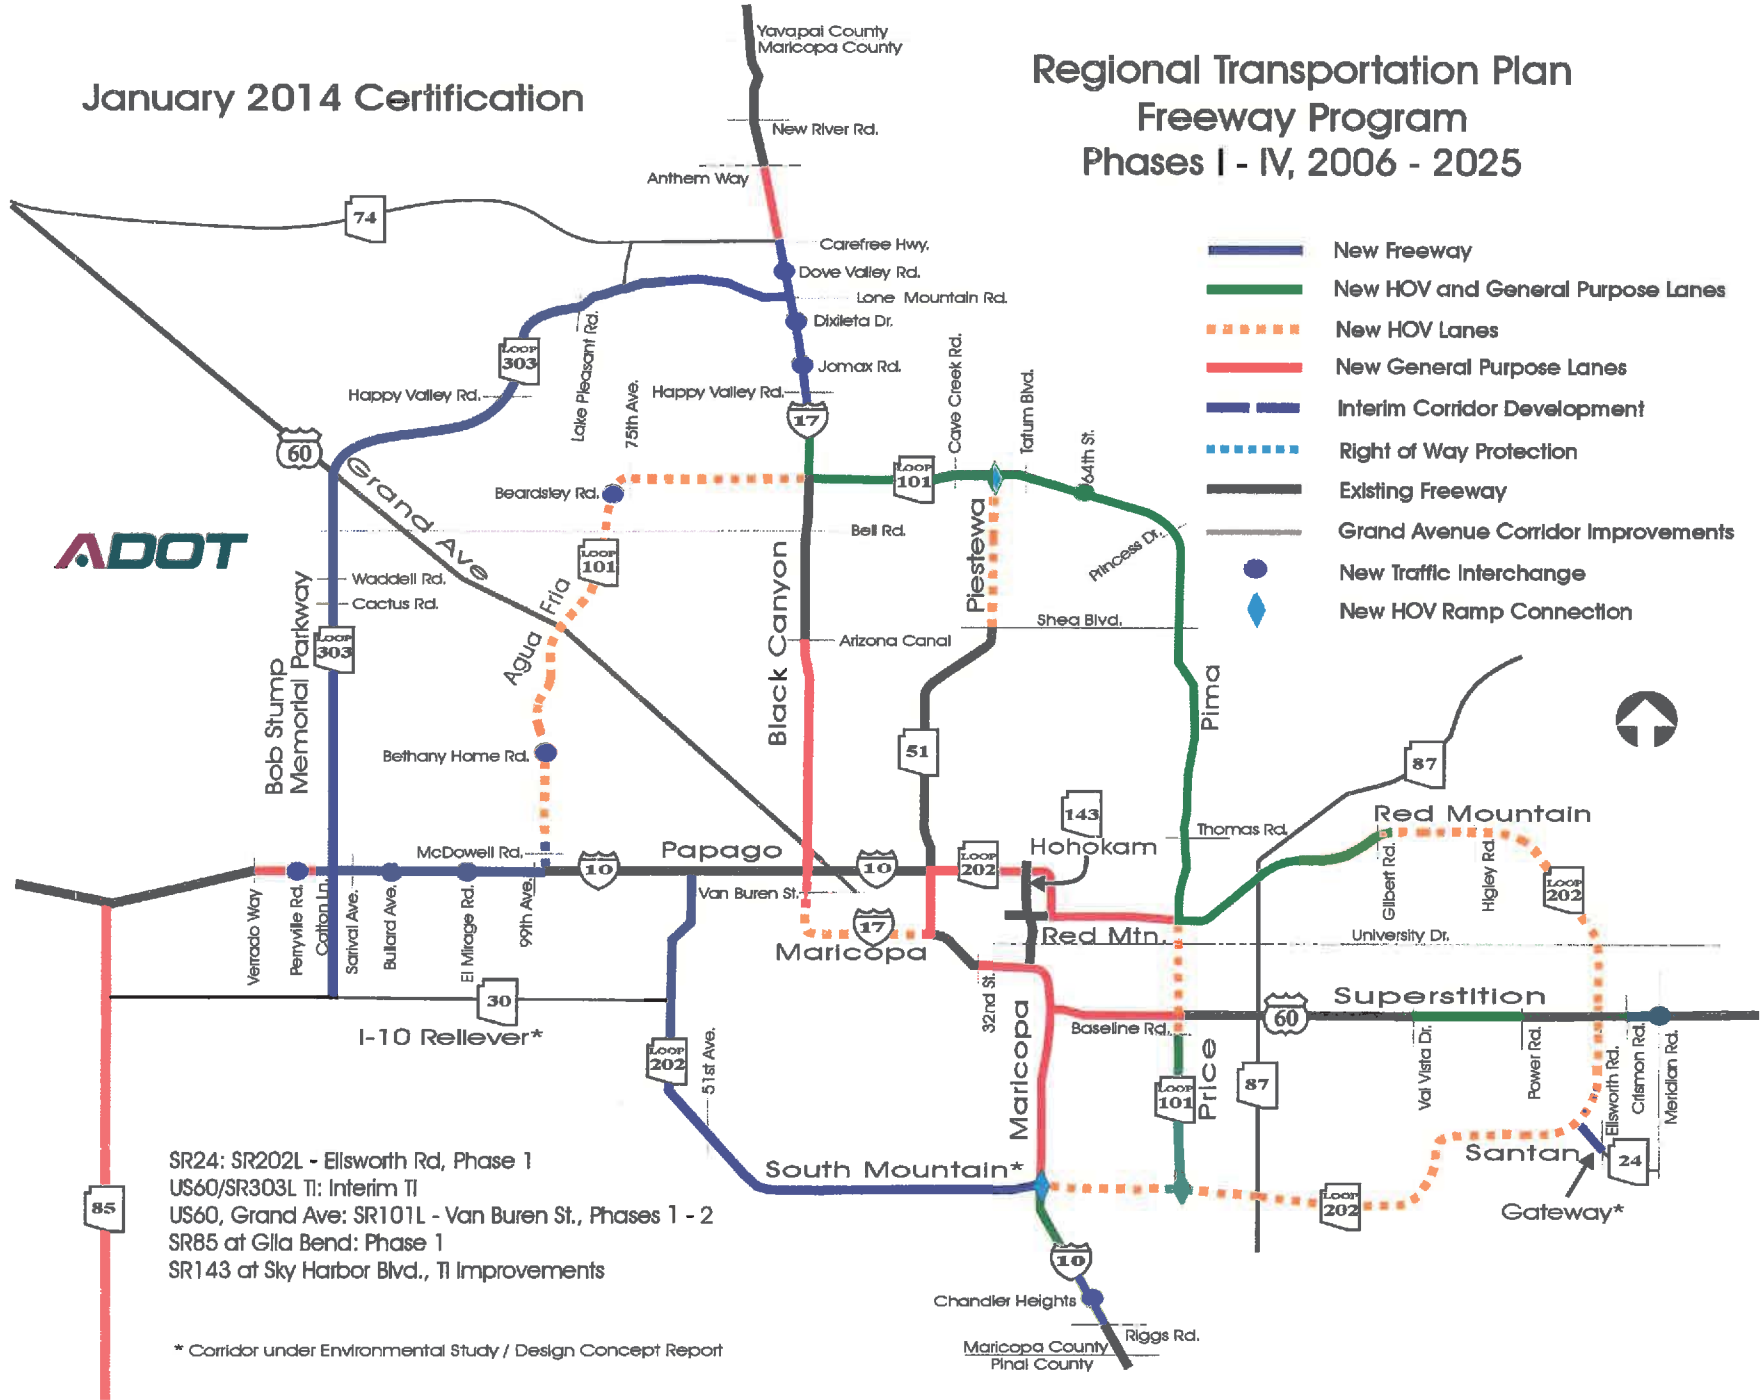 January 2014 Certification
Regional Transportation Plan
Freeway Program
Phases I - IV, 2006 - 2025
Yavapai County
Maricopa County
New River Rd.
Anthem Way
74
Carefree Hwy.
Dove Valley Rd.
Lone Mountain Rd.
Dixileta Dr.
Jomax Rd.
Happy Valley Rd.
17
LOOP
303
Happy Valley Rd.
Lake Pleasant Rd.
75th Ave.
Cave Creek Rd.
Tatum Blvd.
64th St.
New Freeway
New HOV and General Purpose Lanes
New HOV Lanes
New General Purpose Lanes
Interim Corridor Development
Right of Way Protection
Existing Freeway
Grand Avenue Corridor Improvements
New Traffic Interchange
New HOV Ramp Connection
60
Grand Ave
Beardsley Rd.
LOOP
101
Bell Rd.
Piestewa
Princess Dr.
ADOT
LOOP
101
Agua Fria
Waddell Rd.
Cactus Rd.
LOOP
303
Bob Stump
Memorial Parkway
Black Canyon
Arizona Canal
Shea Blvd.
Pima
51
87
Bethany Home Rd.
143
Hohokam
Thomas Rd.
Red Mountain
McDowell Rd.
10
Papago
10
LOOP
202
Van Buren St.
17
Maricopa
Red Mtn.
Gilbert Rd.
Higley Rd.
LOOP
202
University Dr.
Verrado Way
Perryville Rd.
Cotton Ln.
Sarival Ave.
Bullard Ave.
El Mirage Rd.
99th Ave.
30
I-10 Reliever*
32nd St.
Superstition
60
Baseline Rd.
Maricopa
LOOP
202
51st Ave.
LOOP
101
Price
87
Val Vista Dr.
Power Rd.
Ellsworth Rd.
Crismon Rd.
Meridian Rd.
Santan
24
Gateway*
South Mountain*
LOOP
202
85
SR24: SR202L - Ellsworth Rd, Phase 1
US60/SR303L TI: Interim TI
US60, Grand Ave: SR101L - Van Buren St., Phases 1 - 2
SR85 at Gila Bend: Phase 1
SR143 at Sky Harbor Blvd., TI Improvements
10
Chandler Heights
Riggs Rd.
Maricopa County
Pinal County
* Corridor under Environmental Study / Design Concept Report